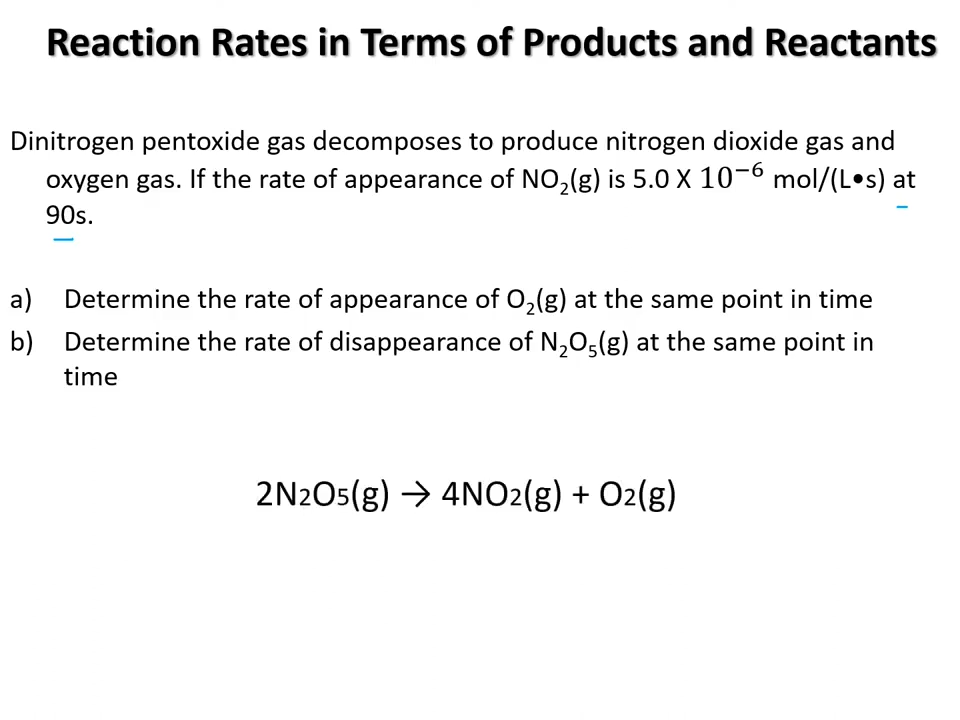 Reaction Rates in Terms of Products and Reactants
Dinitrogen pentoxide gas decomposes to produce nitrogen dioxide gas and
oxygen gas. If the rate of appearance of NO₂(g) is 5.0 X 10⁻⁶ mol/(L•s) at
90s.
a) Determine the rate of appearance of O₂(g) at the same point in time
b) Determine the rate of disappearance of N₂O₅(g) at the same point in
time
2N2O5(g) → 4NO2(g) + O2(g)